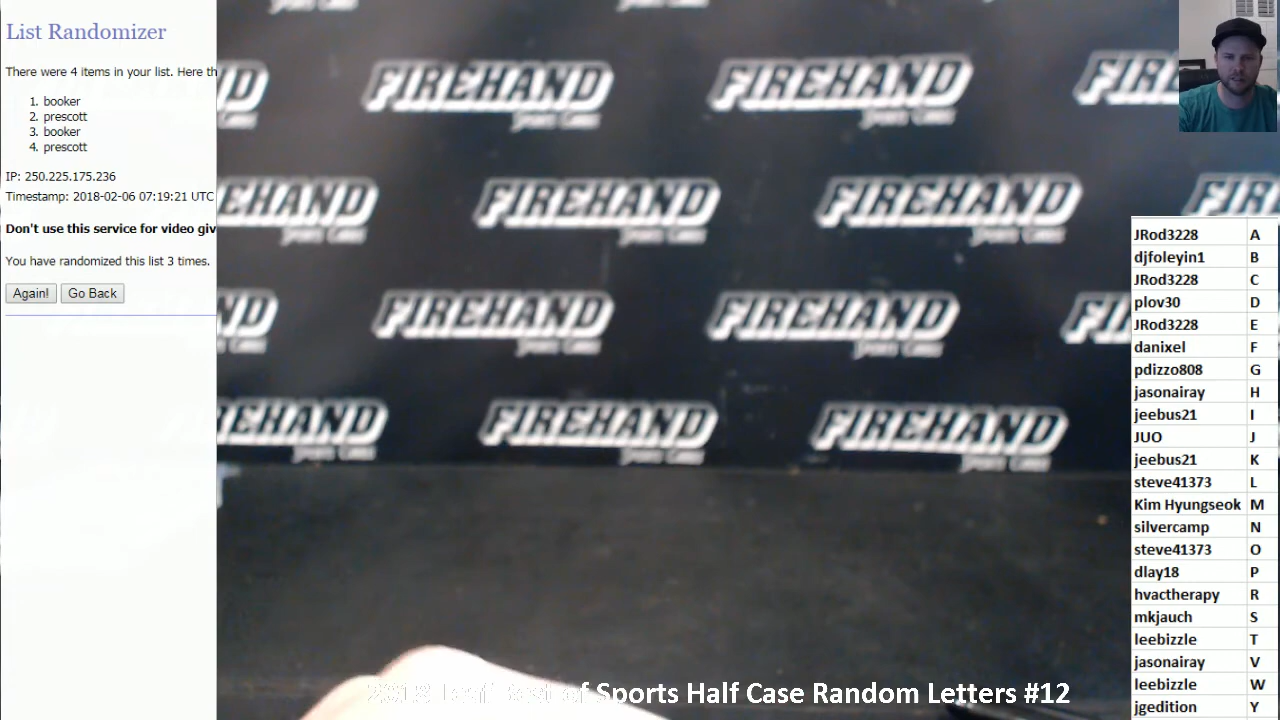 List Randomizer
There were 4 items in your list. Here th
1. booker
2. prescott
3. booker
4. prescott
IP: 250.225.175.236
Timestamp: 2018-02-06 07:19:21 UTC
Don't use this service for video giv
You have randomized this list 3 times.
Again! Go Back
FIREHAND FIREHAND
FIREHAND FIREHAND
FIREHAND FIREHAND
FIREHAND FIREHAND
JRod3228 A
djfoleyin1 B
JRod3228 C
plov30 D
JRod3228 E
danixel F
pdizzo808 G
jasonairay H
jeebus21 I
JUO J
jeebus21 K
steve41373 L
Kim Hyungseok M
silvercamp N
steve41373 O
dlay18 P
hvactherapy R
mkjauch S
leebizzle T
jasonairay V
leebizzle W
jgedition Y
of Sports Half Case Random Letters #12